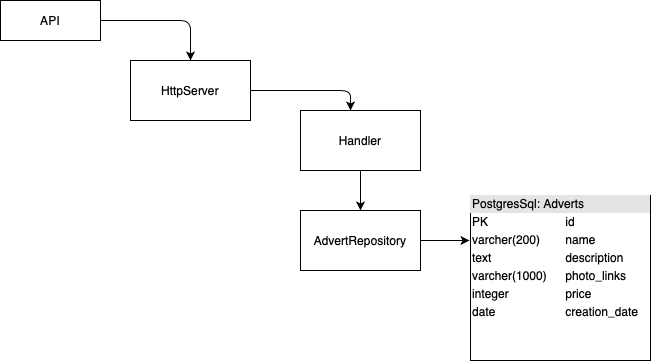 API
HttpServer
Handler
AdvertRepository
PostgresSql: Adverts
PK id
varcher(200) name
text description
varcher(1000) photo_links
integer price
date creation_date